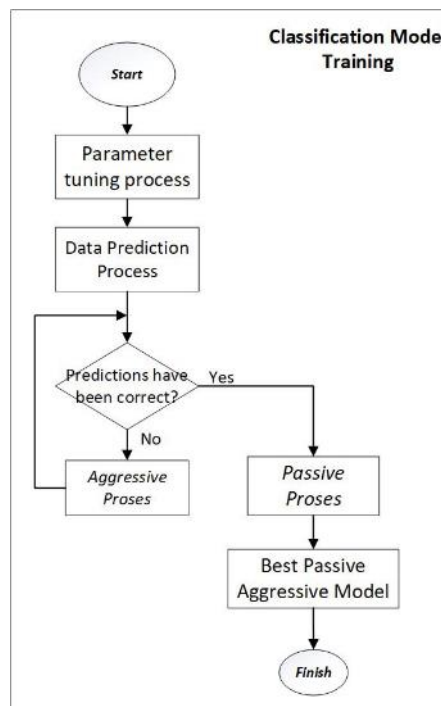 Classification Mode
Training
Start
Parameter
tuning process
Data Prediction
Process
Predictions have
been correct?
Yes
No
Aggressive Proses
Passive
Proses
Best Passive
Aggressive Model
Finish